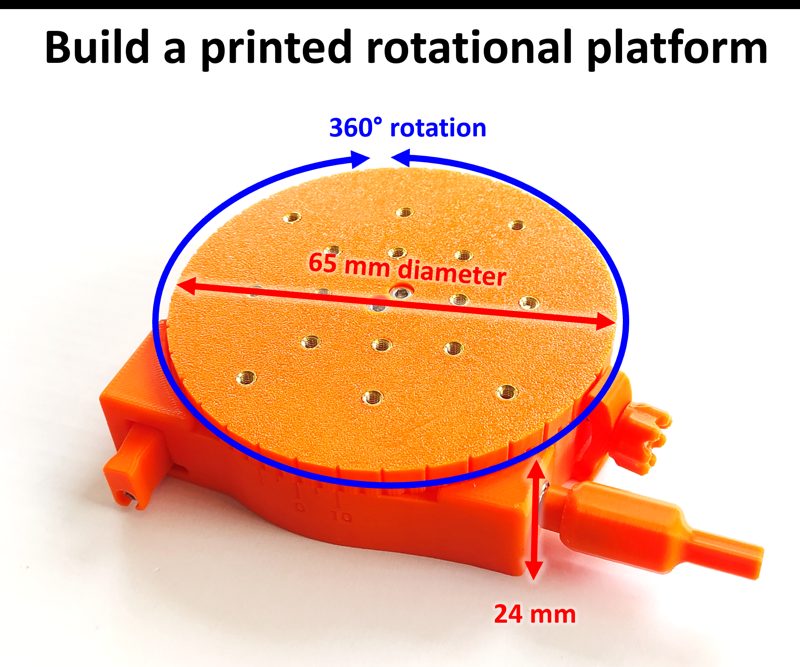 Build a printed rotational platform
360° rotation
65 mm diameter
0 10
24 mm